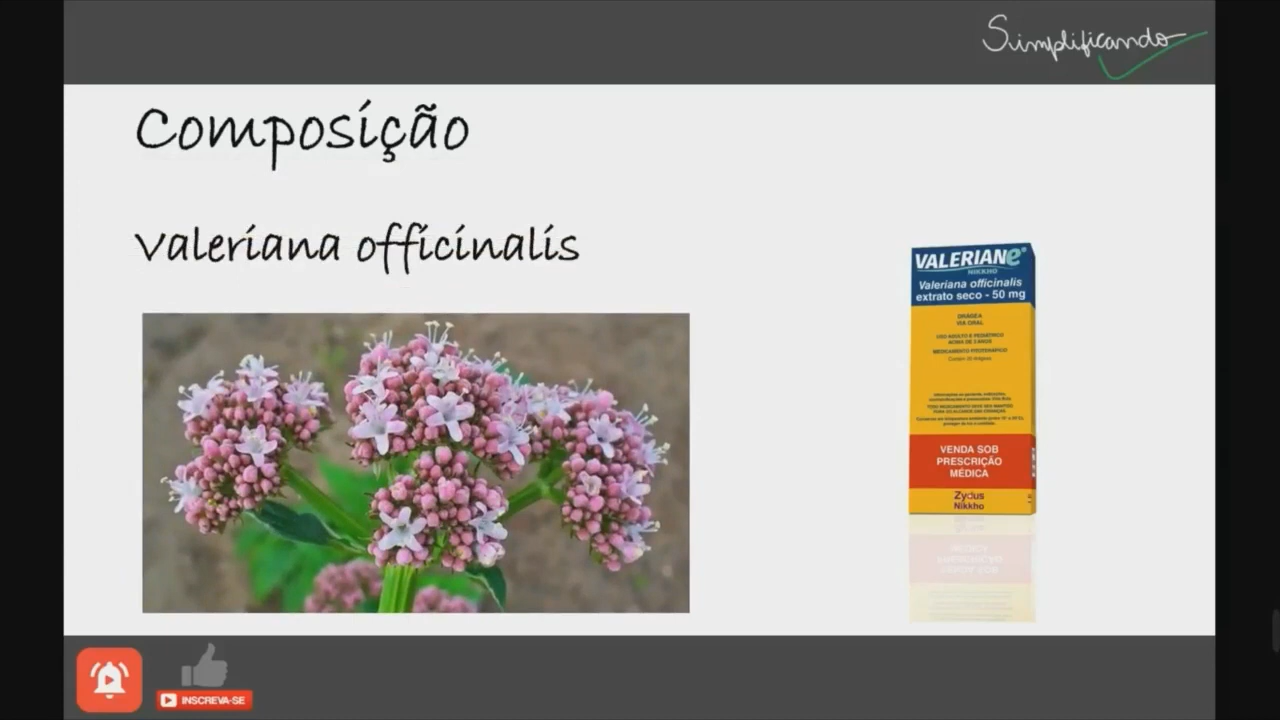 Simplificando
Composição
Valeriana officinalis
VALERIANe®
NIKKHO
Valeriana officinalis
extrato seco - 50 mg
DRÁGEA
VIA ORAL
USO ADULTO E PEDIÁTRICO
ACIMA DE 3 ANOS
MEDICAMENTO FITOTERÁPICO
VENDA SOB
PRESCRIÇÃO
MÉDICA
Zydus
Nikkho
INSCREVA-SE